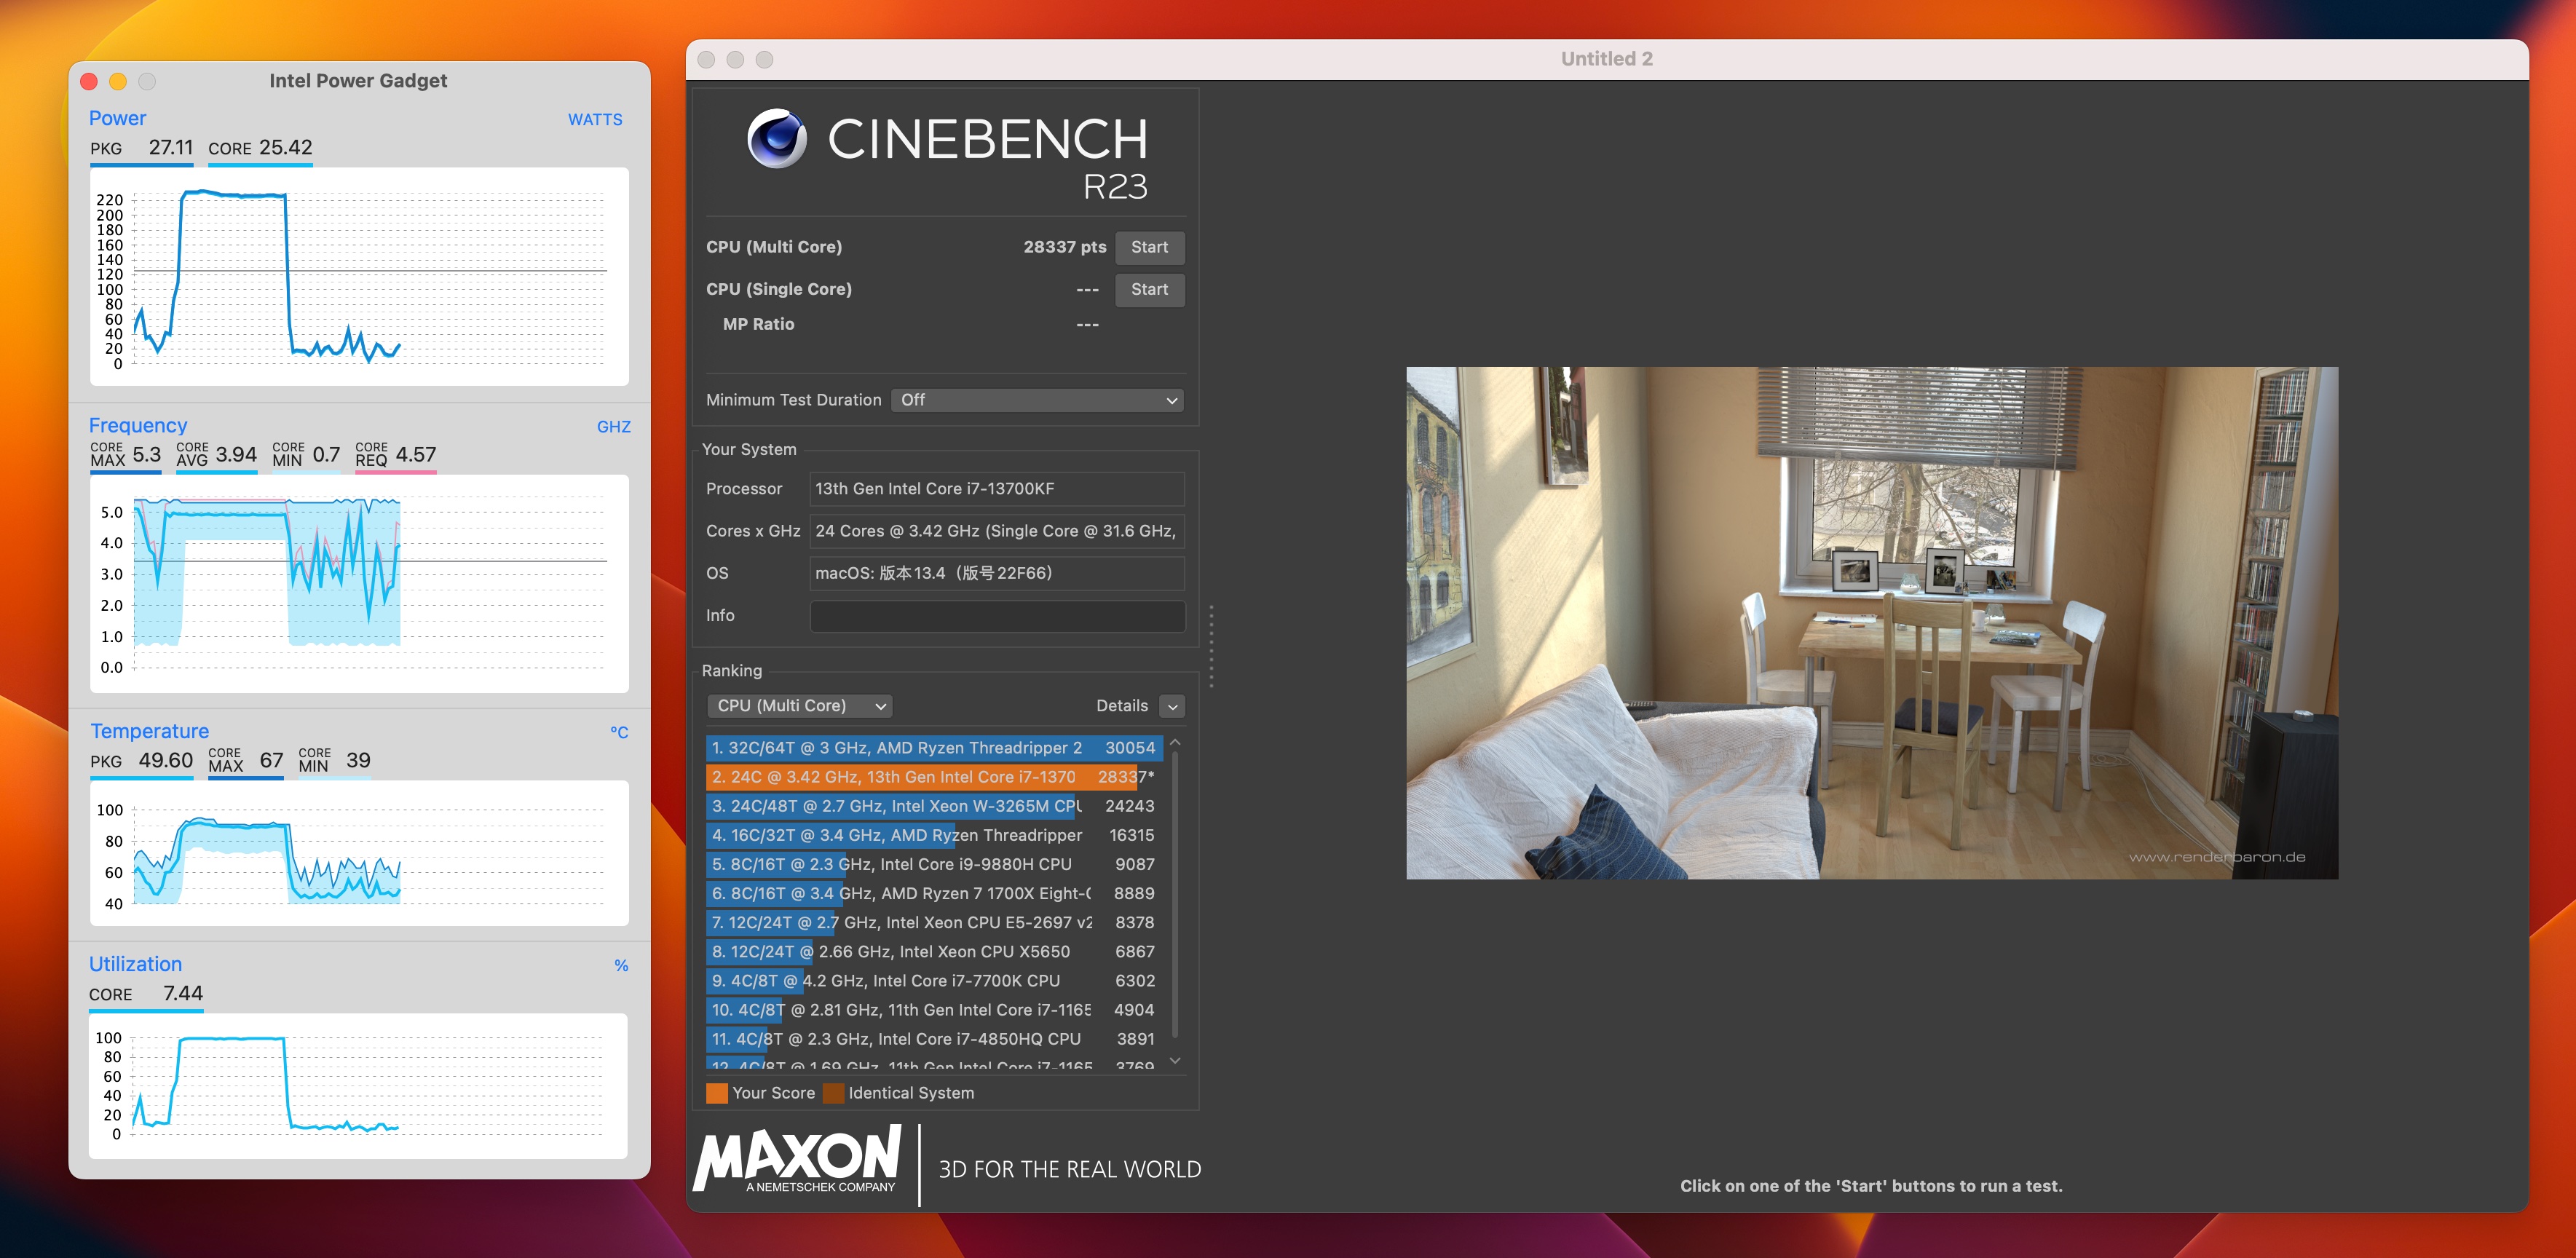 Intel Power Gadget
Power WATTS
PKG 27.11 CORE 25.42
220
200
180
160
140
120
100
80
60
40
20
0
Frequency GHZ
CORE MAX 5.3 CORE AVG 3.94 CORE MIN 0.7 CORE REQ 4.57
5.0
4.0
3.0
2.0
1.0
0.0
Temperature °C
PKG 49.60 CORE MAX 67 CORE MIN 39
100
80
60
40
Utilization %
CORE 7.44
100
80
60
40
20
0
Untitled 2
CINEBENCH
R23
CPU (Multi Core) 28337 pts Start
CPU (Single Core) --- Start
MP Ratio ---
Minimum Test Duration Off
Your System
Processor 13th Gen Intel Core i7-13700KF
Cores x GHz 24 Cores @ 3.42 GHz (Single Core @ 31.6 GHz,
OS macOS: 版本13.4（版号22F66）
Info
Ranking
CPU (Multi Core) Details
1. 32C/64T @ 3 GHz, AMD Ryzen Threadripper 2 30054
2. 24C @ 3.42 GHz, 13th Gen Intel Core i7-1370 28337*
3. 24C/48T @ 2.7 GHz, Intel Xeon W-3265M CPU 24243
4. 16C/32T @ 3.4 GHz, AMD Ryzen Threadripper 16315
5. 8C/16T @ 2.3 GHz, Intel Core i9-9880H CPU 9087
6. 8C/16T @ 3.4 GHz, AMD Ryzen 7 1700X Eight-C 8889
7. 12C/24T @ 2.7 GHz, Intel Xeon CPU E5-2697 v2 8378
8. 12C/24T @ 2.66 GHz, Intel Xeon CPU X5650 6867
9. 4C/8T @ 4.2 GHz, Intel Core i7-7700K CPU 6302
10. 4C/8T @ 2.81 GHz, 11th Gen Intel Core i7-1165 4904
11. 4C/8T @ 2.3 GHz, Intel Core i7-4850HQ CPU 3891
12. 4C/8T @ 1.69 GHz, 11th Gen Intel Core i7-1165 3769
Your Score Identical System
MAXON
A NEMETSCHEK COMPANY
3D FOR THE REAL WORLD
www.renderbaron.de
Click on one of the 'Start' buttons to run a test.